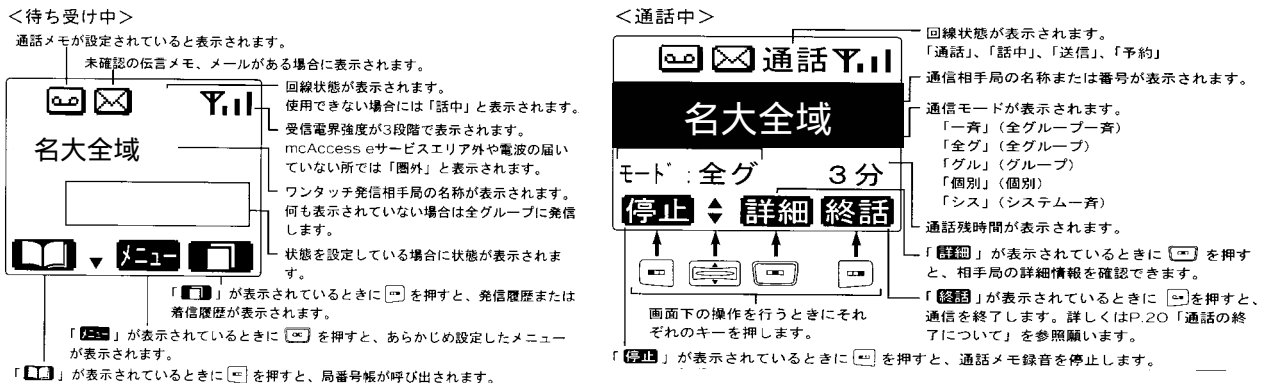 ＜待ち受け中＞
通話メモが設定されていると表示されます。
未確認の伝言メモ、メールがある場合に表示されます。
回線状態が表示されます。
使用できない場合には「話中」と表示されます。
受信電界強度が3段階で表示されます。
mcAccess eサービスエリア外や電波の届い
ていない所では「圏外」と表示されます。
名大全域
ワンタッチ発信相手局の名称が表示されます。
何も表示されていない場合は全グループに発信
します。
状態を設定している場合に状態が表示されま
す。
メニュー
「 」が表示されているときに を押すと、発信履歴または
着信履歴が表示されます。
「メニュー」が表示されているときに を押すと、あらかじめ設定したメニュー
が表示されます。
「 」が表示されているときに を押すと、局番号帳が呼び出されます。
＜通話中＞
回線状態が表示されます。
「通話」、「話中」、「送信」、「予約」
通話
通信相手局の名称または番号が表示されます。
名大全域
通信モードが表示されます。
「一斉」（全グループ一斉）
「全グ」（全グループ）
「グル」（グループ）
「個別」（個別）
「シス」（システム一斉）
モード：全グ 3分
停止 詳細 終話
通話残時間が表示されます。
「詳細」が表示されているときに を押す
と、相手局の詳細情報を確認できます。
「終話」が表示されているときに を押すと、
通信を終了します。詳しくはP.20「通話の終
了について」を参照願います。
画面下の操作を行うときにそれ
ぞれのキーを押します。
「停止」が表示されているときに を押すと、通話メモ録音を停止します。